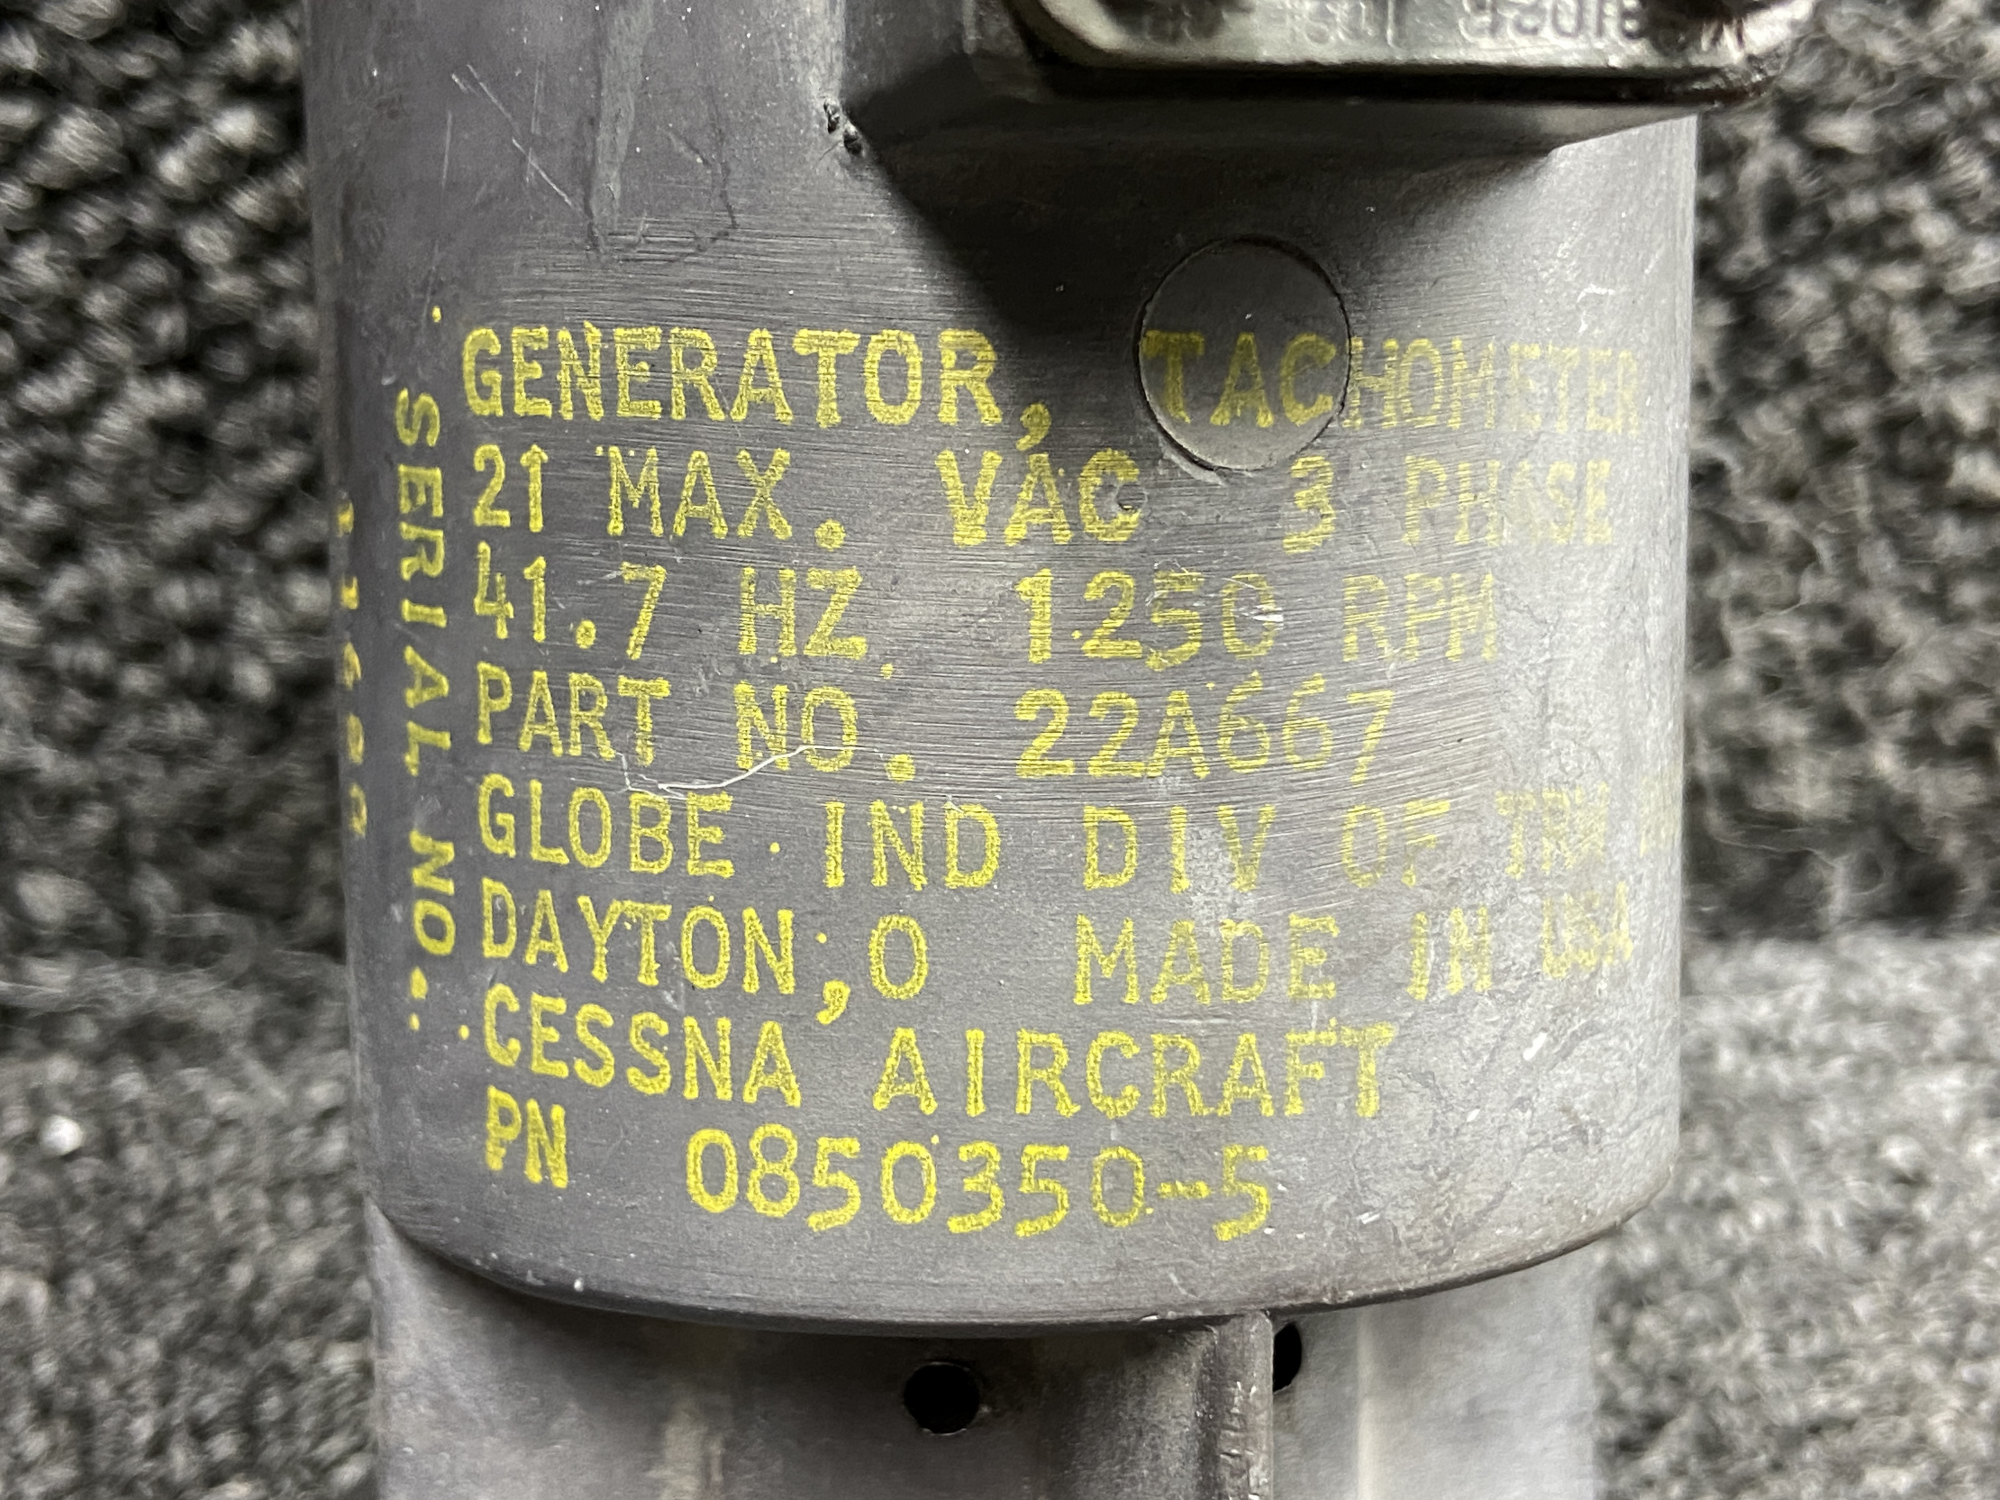 GENERATOR, TACHOMETER
21 MAX. VAC 3 PHASE
41.7 HZ. 1250 RPM
PART NO. 22A667
GLOBE IND DIV OF TRW
DAYTON,O MADE IN USA
CESSNA AIRCRAFT
PN 0850350-5
SERIAL NO.